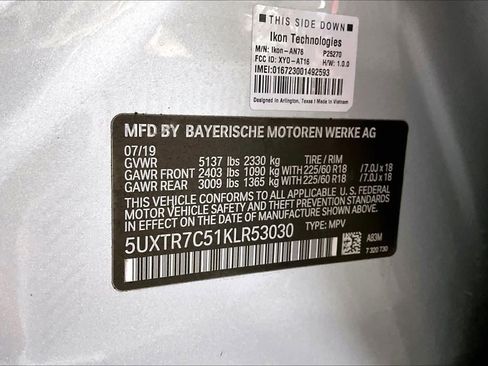 THIS SIDE DOWN
Ikon Technologies
M/N: Ikon-AN76 P25270
FCC ID: XYO-AT16 H/W: 1.0.0
IMEI:016723001492593
Designed in Arlington, Texas | Made in Vietnam
MFD BY BAYERISCHE MOTOREN WERKE AG
07/19
GVWR 5137 lbs 2330 kg TIRE / RIM
GAWR FRONT 2403 lbs 1090 kg WITH 225/60 R18 /7.0J x 18
GAWR REAR 3009 lbs 1365 kg WITH 225/60 R18 /7.0J x 18
THIS VEHICLE CONFORMS TO ALL APPLICABLE U.S. FEDERAL
MOTOR VEHICLE SAFETY, BUMPER, AND THEFT PREVENTION
STANDARDS IN EFFECT ON THE DATE OF MANUFACTURE SHOWN ABOVE.
5UXTR7C51KLR53030 TYPE: MPV
A83M
7 320 730